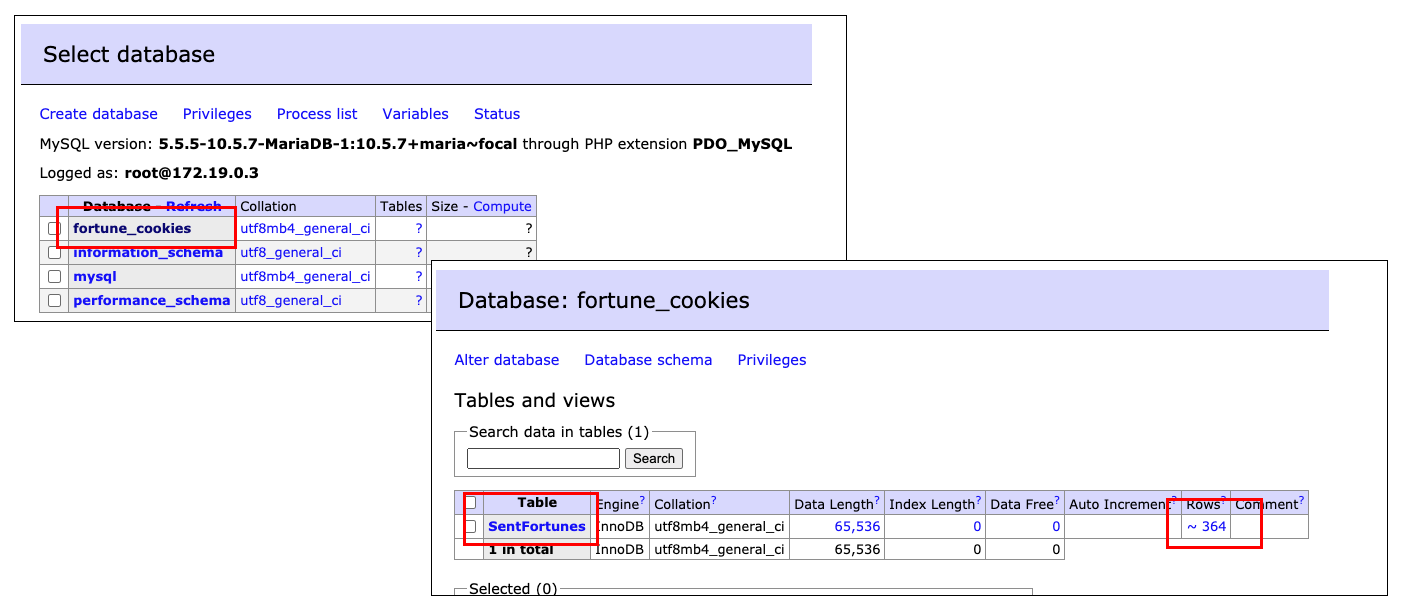 Select database
Create database Privileges Process list Variables Status
MySQL version: 5.5.5-10.5.7-MariaDB-1:10.5.7+maria~focal through PHP extension PDO_MySQL
Logged as: root@172.19.0.3
Database - Refresh Collation Tables Size - Compute
fortune_cookies utf8mb4_general_ci ? ?
information_schema utf8_general_ci ? ?
mysql utf8mb4_general_ci ?
performance_schema utf8_general_ci ?
Database: fortune_cookies
Alter database Database schema Privileges
Tables and views
Search data in tables (1)
Search
Table Engine? Collation? Data Length? Index Length? Data Free? Auto Increment? Rows? Comment?
SentFortunes InnoDB utf8mb4_general_ci 65,536 0 0 ~ 364
1 in total InnoDB utf8mb4_general_ci 65,536 0 0
Selected (0)